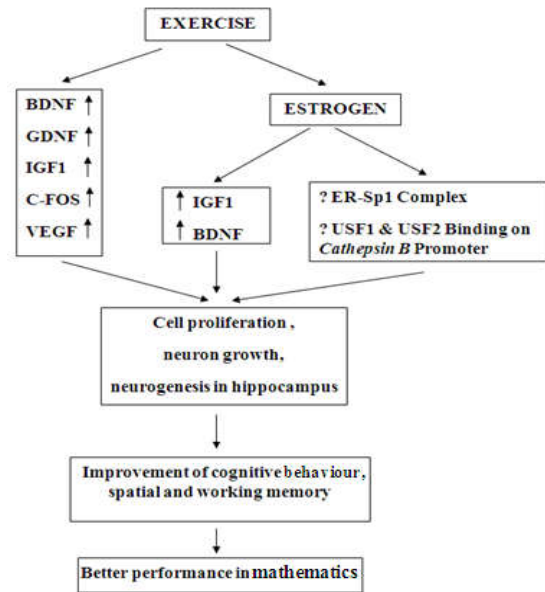 EXERCISE
BDNF ↑
GDNF ↑
IGF1 ↑
C-FOS ↑
VEGF ↑
ESTROGEN
↑ IGF1
↑ BDNF
? ER-Sp1 Complex
? USF1 & USF2 Binding on
Cathepsin B Promoter
Cell proliferation ,
neuron growth,
neurogenesis in hippocampus
Improvement of cognitive behaviour,
spatial and working memory
Better performance in mathematics